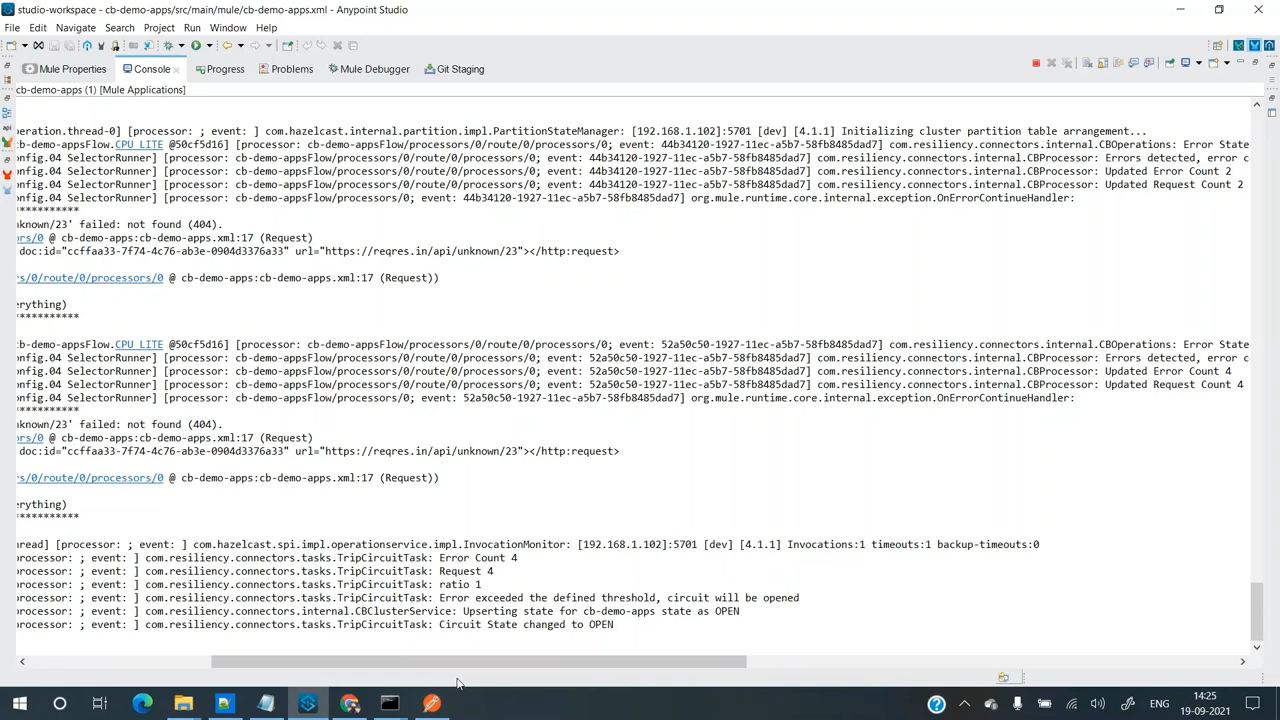 studio-workspace - cb-demo-apps/src/main/mule/cb-demo-apps.xml - Anypoint Studio
File Edit Navigate Search Project Run Window Help
Mule Properties Console Progress Problems Mule Debugger Git Staging
cb-demo-apps (1) [Mule Applications]
operation.thread-0] [processor: ; event: ] com.hazelcast.internal.partition.impl.PartitionStateManager: [192.168.1.102]:5701 [dev] [4.1.1] Initializing cluster partition table arrangement...
cb-demo-appsFlow.CPU_LITE @50cf5d16] [processor: cb-demo-appsFlow/processors/0/route/0/processors/0; event: 44b34120-1927-11ec-a5b7-58fb8485dad7] com.resiliency.connectors.internal.CBOperations: Error State
onfig.04 SelectorRunner] [processor: cb-demo-appsFlow/processors/0/route/0/processors/0; event: 44b34120-1927-11ec-a5b7-58fb8485dad7] com.resiliency.connectors.internal.CBProcessor: Errors detected, error c
onfig.04 SelectorRunner] [processor: cb-demo-appsFlow/processors/0/route/0/processors/0; event: 44b34120-1927-11ec-a5b7-58fb8485dad7] com.resiliency.connectors.internal.CBProcessor: Updated Error Count 2
onfig.04 SelectorRunner] [processor: cb-demo-appsFlow/processors/0/route/0/processors/0; event: 44b34120-1927-11ec-a5b7-58fb8485dad7] com.resiliency.connectors.internal.CBProcessor: Updated Request Count 2
onfig.04 SelectorRunner] [processor: cb-demo-appsFlow/processors/0; event: 44b34120-1927-11ec-a5b7-58fb8485dad7] org.mule.runtime.core.internal.exception.OnErrorContinueHandler:
**********
unknown/23' failed: not found (404).
ors/0 @ cb-demo-apps:cb-demo-apps.xml:17 (Request)
doc:id="ccffaa33-7f74-4c76-ab3e-0904d3376a33" url="https://reqres.in/api/unknown/23"></http:request>
rs/0/route/0/processors/0 @ cb-demo-apps:cb-demo-apps.xml:17 (Request))
erything)
**********
cb-demo-appsFlow.CPU_LITE @50cf5d16] [processor: cb-demo-appsFlow/processors/0/route/0/processors/0; event: 52a50c50-1927-11ec-a5b7-58fb8485dad7] com.resiliency.connectors.internal.CBOperations: Error State
onfig.04 SelectorRunner] [processor: cb-demo-appsFlow/processors/0/route/0/processors/0; event: 52a50c50-1927-11ec-a5b7-58fb8485dad7] com.resiliency.connectors.internal.CBProcessor: Errors detected, error c
onfig.04 SelectorRunner] [processor: cb-demo-appsFlow/processors/0/route/0/processors/0; event: 52a50c50-1927-11ec-a5b7-58fb8485dad7] com.resiliency.connectors.internal.CBProcessor: Updated Error Count 4
onfig.04 SelectorRunner] [processor: cb-demo-appsFlow/processors/0/route/0/processors/0; event: 52a50c50-1927-11ec-a5b7-58fb8485dad7] com.resiliency.connectors.internal.CBProcessor: Updated Request Count 4
onfig.04 SelectorRunner] [processor: cb-demo-appsFlow/processors/0; event: 52a50c50-1927-11ec-a5b7-58fb8485dad7] org.mule.runtime.core.internal.exception.OnErrorContinueHandler:
**********
nknown/23' failed: not found (404).
ors/0 @ cb-demo-apps:cb-demo-apps.xml:17 (Request)
doc:id="ccffaa33-7f74-4c76-ab3e-0904d3376a33" url="https://reqres.in/api/unknown/23"></http:request>
rs/0/route/0/processors/0 @ cb-demo-apps:cb-demo-apps.xml:17 (Request))
erything)
**********
hread] [processor: ; event: ] com.hazelcast.spi.impl.operationservice.impl.InvocationMonitor: [192.168.1.102]:5701 [dev] [4.1.1] Invocations:1 timeouts:1 backup-timeouts:0
processor: ; event: ] com.resiliency.connectors.tasks.TripCircuitTask: Error Count 4
processor: ; event: ] com.resiliency.connectors.tasks.TripCircuitTask: Request 4
processor: ; event: ] com.resiliency.connectors.tasks.TripCircuitTask: ratio 1
processor: ; event: ] com.resiliency.connectors.tasks.TripCircuitTask: Error exceeded the defined threshold, circuit will be opened
processor: ; event: ] com.resiliency.connectors.internal.CBClusterService: Upserting state for cb-demo-apps state as OPEN
processor: ; event: ] com.resiliency.connectors.tasks.TripCircuitTask: Circuit State changed to OPEN
ENG
14:25
19-09-2021